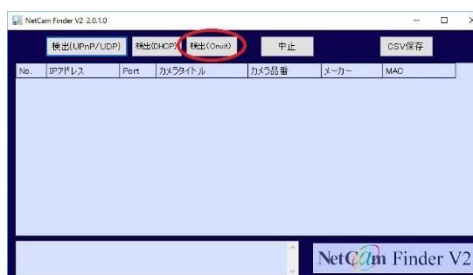 NetCam Finder V2 2.0.1.0
検出(UPnP/UDP) 検出(DHCP) 検出(Onvif) 中止 CSV保存
No. IPアドレス Port カメラタイトル カメラ品番 メーカー MAC
NetC@m Finder V2